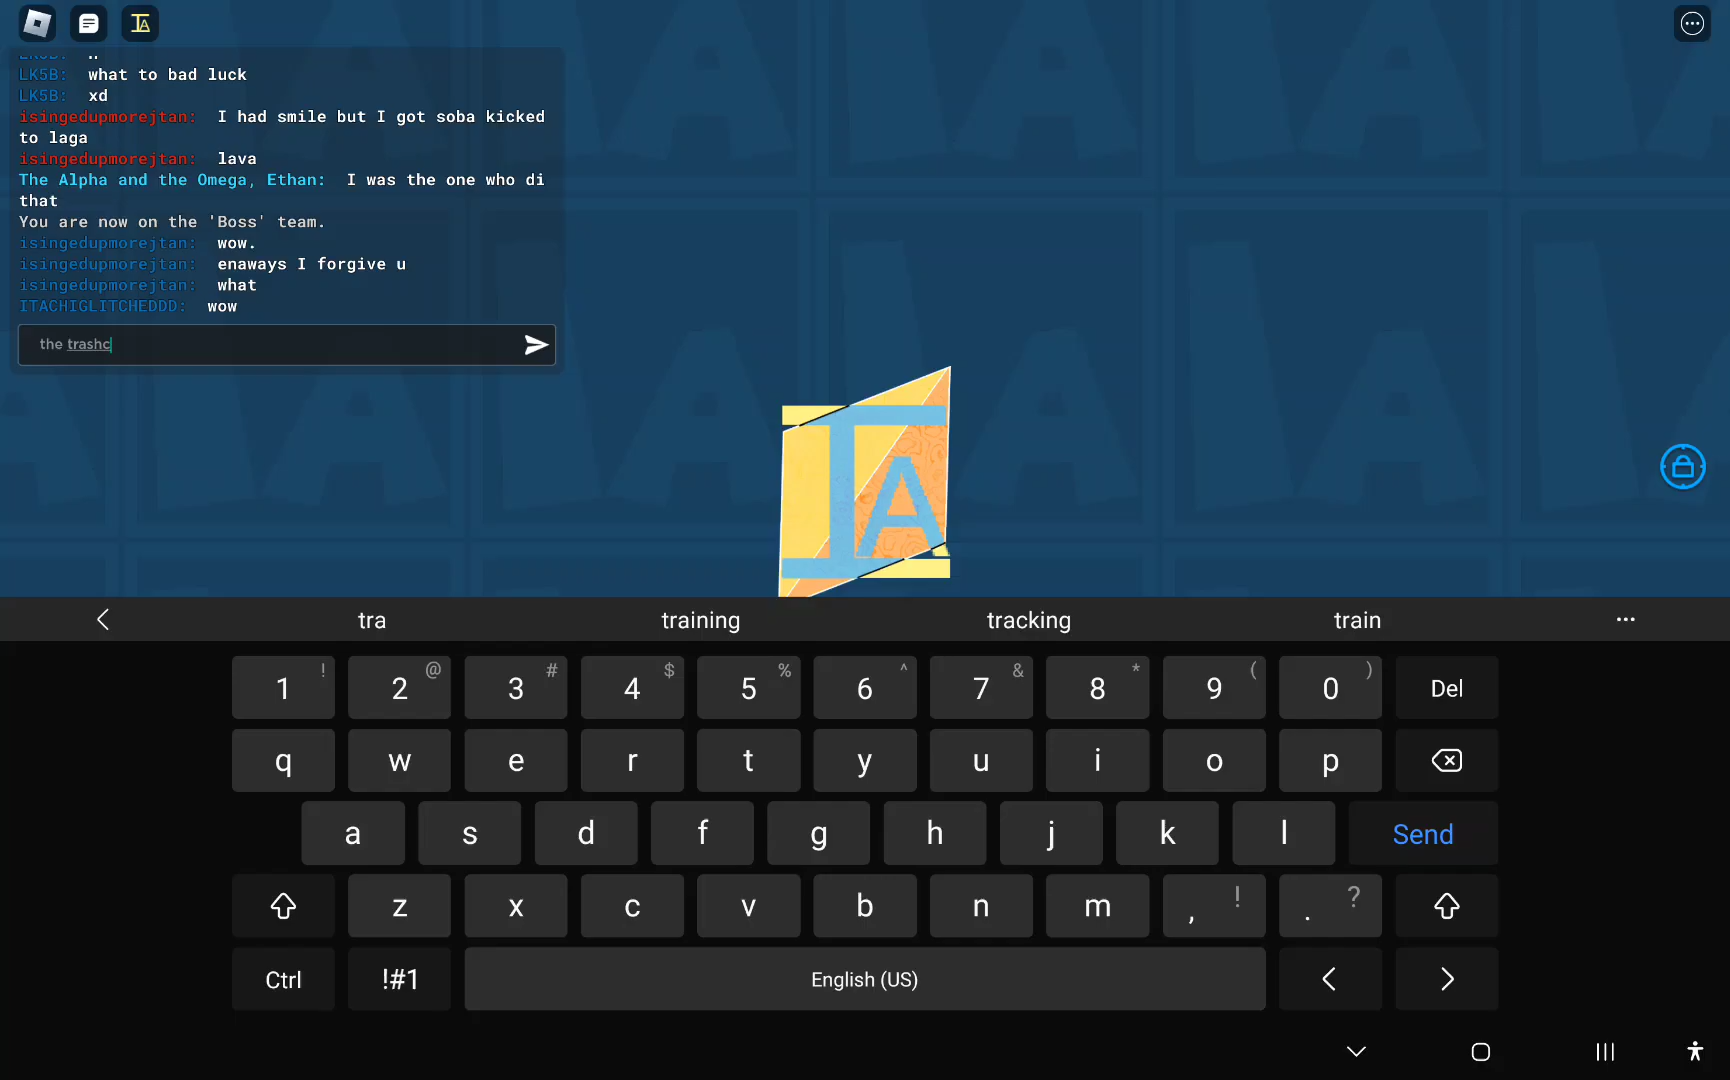 LK5B: what to bad luck
LK5B: xd
isingedupmorejtan: I had smile but I got soba kicked
to laga
isingedupmorejtan: lava
The Alpha and the Omega, Ethan: I was the one who di
that
You are now on the 'Boss' team.
isingedupmorejtan: wow.
isingedupmorejtan: enaways I forgive u
isingedupmorejtan: what
ITACHIGLITCHEDDD: wow
the trashc
IA
tra training tracking train ...
1 ! 2 @ 3 # 4 $ 5 % 6 ^ 7 & 8 * 9 ( 0 ) Del
q w e r t y u i o p
a s d f g h j k l Send
z x c v b n m , ! . ?
Ctrl !#1 English (US) < >